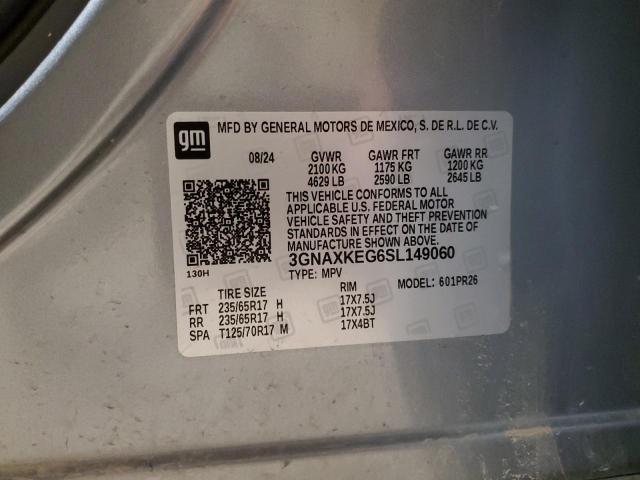 gm
MFD BY GENERAL MOTORS DE MEXICO, S. DE R.L. DE C.V.
08/24 GVWR GAWR FRT GAWR RR
2100 KG 1175 KG 1200 KG
4629 LB 2590 LB 2645 LB
THIS VEHICLE CONFORMS TO ALL
APPLICABLE U.S. FEDERAL MOTOR
VEHICLE SAFETY AND THEFT PREVENTION
STANDARDS IN EFFECT ON THE DATE OF
MANUFACTURE SHOWN ABOVE.
130H
3GNAXKEG6SL149060
TYPE: MPV MODEL: 601PR26
TIRE SIZE RIM
FRT 235/65R17 H 17X7.5J
RR 235/65R17 H 17X7.5J
SPA T125/70R17 M 17X4BT